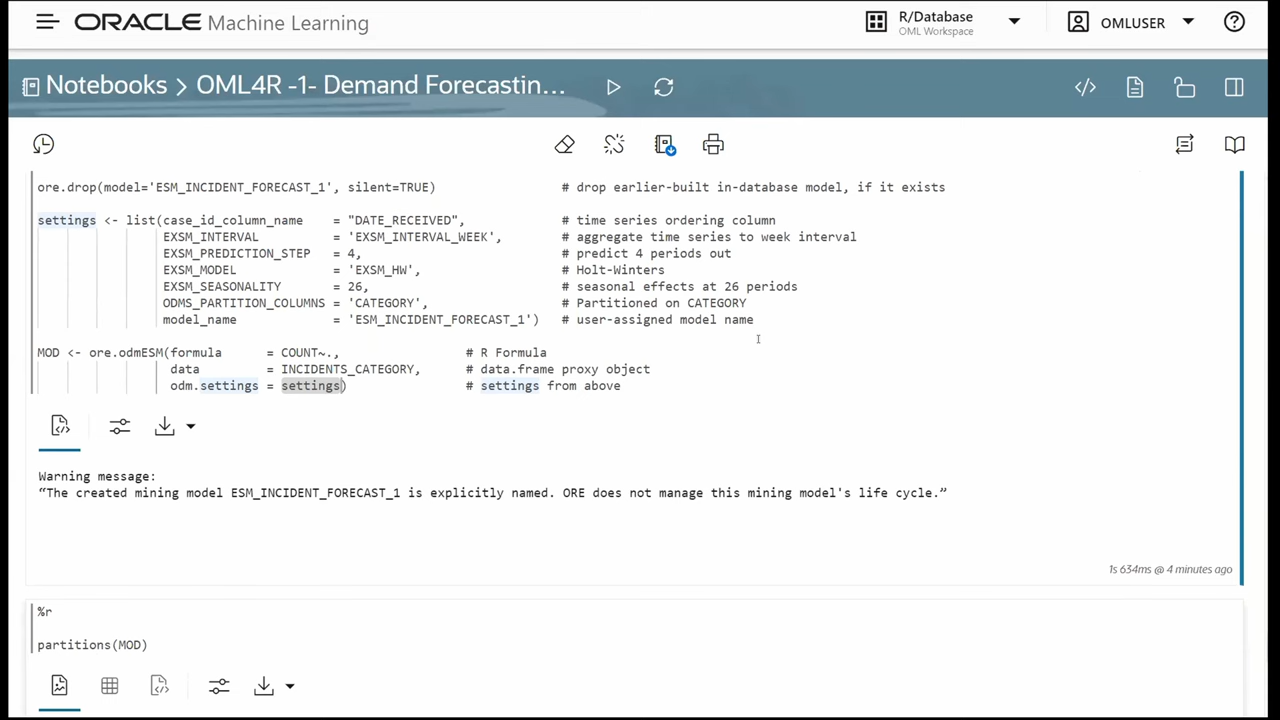 ORACLE Machine Learning
R/Database
OML Workspace
OMLUSER
Notebooks > OML4R -1- Demand Forecastin...
ore.drop(model='ESM_INCIDENT_FORECAST_1', silent=TRUE) # drop earlier-built in-database model, if it exists
settings <- list(case_id_column_name = "DATE_RECEIVED", # time series ordering column
EXSM_INTERVAL = 'EXSM_INTERVAL_WEEK', # aggregate time series to week interval
EXSM_PREDICTION_STEP = 4, # predict 4 periods out
EXSM_MODEL = 'EXSM_HW', # Holt-Winters
EXSM_SEASONALITY = 26, # seasonal effects at 26 periods
ODMS_PARTITION_COLUMNS = 'CATEGORY', # Partitioned on CATEGORY
model_name = 'ESM_INCIDENT_FORECAST_1') # user-assigned model name
MOD <- ore.odmESM(formula = COUNT~., # R Formula
data = INCIDENTS_CATEGORY, # data.frame proxy object
odm.settings = settings) # settings from above
Warning message:
“The created mining model ESM_INCIDENT_FORECAST_1 is explicitly named. ORE does not manage this mining model's life cycle.”
1s 634ms @ 4 minutes ago
%r
partitions(MOD)